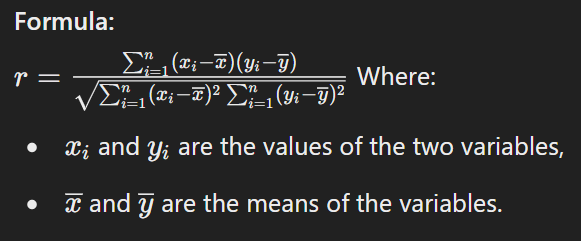 Formula:
r = \frac{\sum_{i=1}^{n}(x_i-\overline{x})(y_i-\overline{y})}{\sqrt{\sum_{i=1}^{n}(x_i-\overline{x})^2 \sum_{i=1}^{n}(y_i-\overline{y})^2}} Where:
• x_i and y_i are the values of the two variables,
• \overline{x} and \overline{y} are the means of the variables.